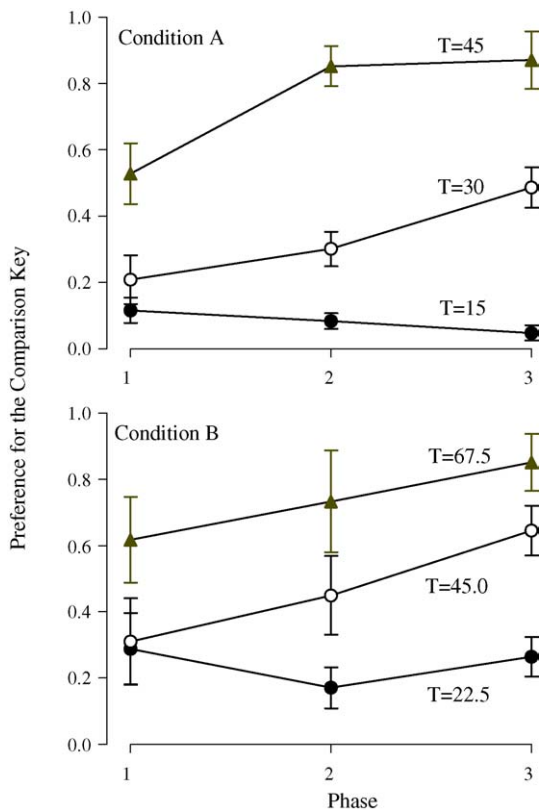 Preference for the Comparison Key
1.0
0.8
0.6
0.4
0.2
0.0
Condition A
T=45
T=30
T=15
1 2 3
1.0
0.8
0.6
0.4
0.2
0.0
Condition B
T=67.5
T=45.0
T=22.5
1 2 3
Phase